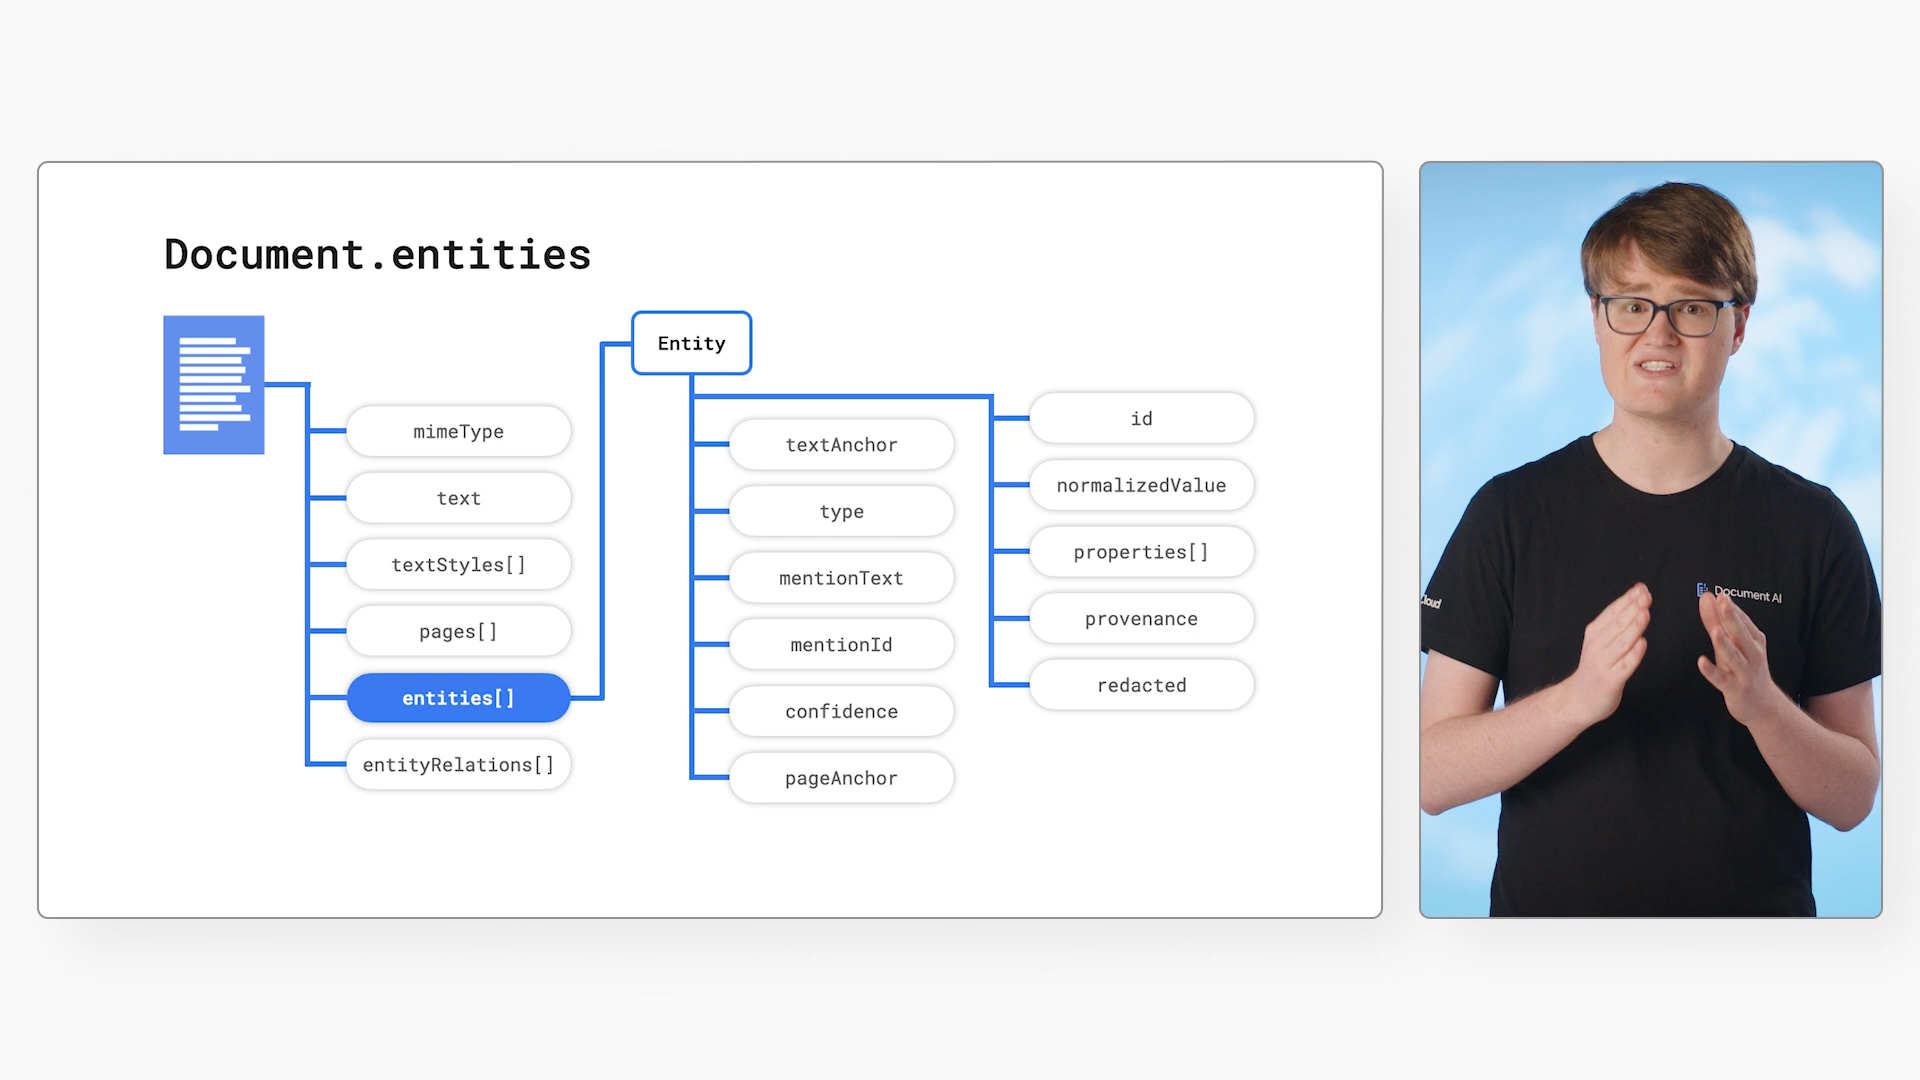 Document.entities
mimeType
text
textStyles[]
pages[]
entities[]
entityRelations[]
Entity
textAnchor
type
mentionText
mentionId
confidence
pageAnchor
id
normalizedValue
properties[]
provenance
redacted
Cloud
Document AI